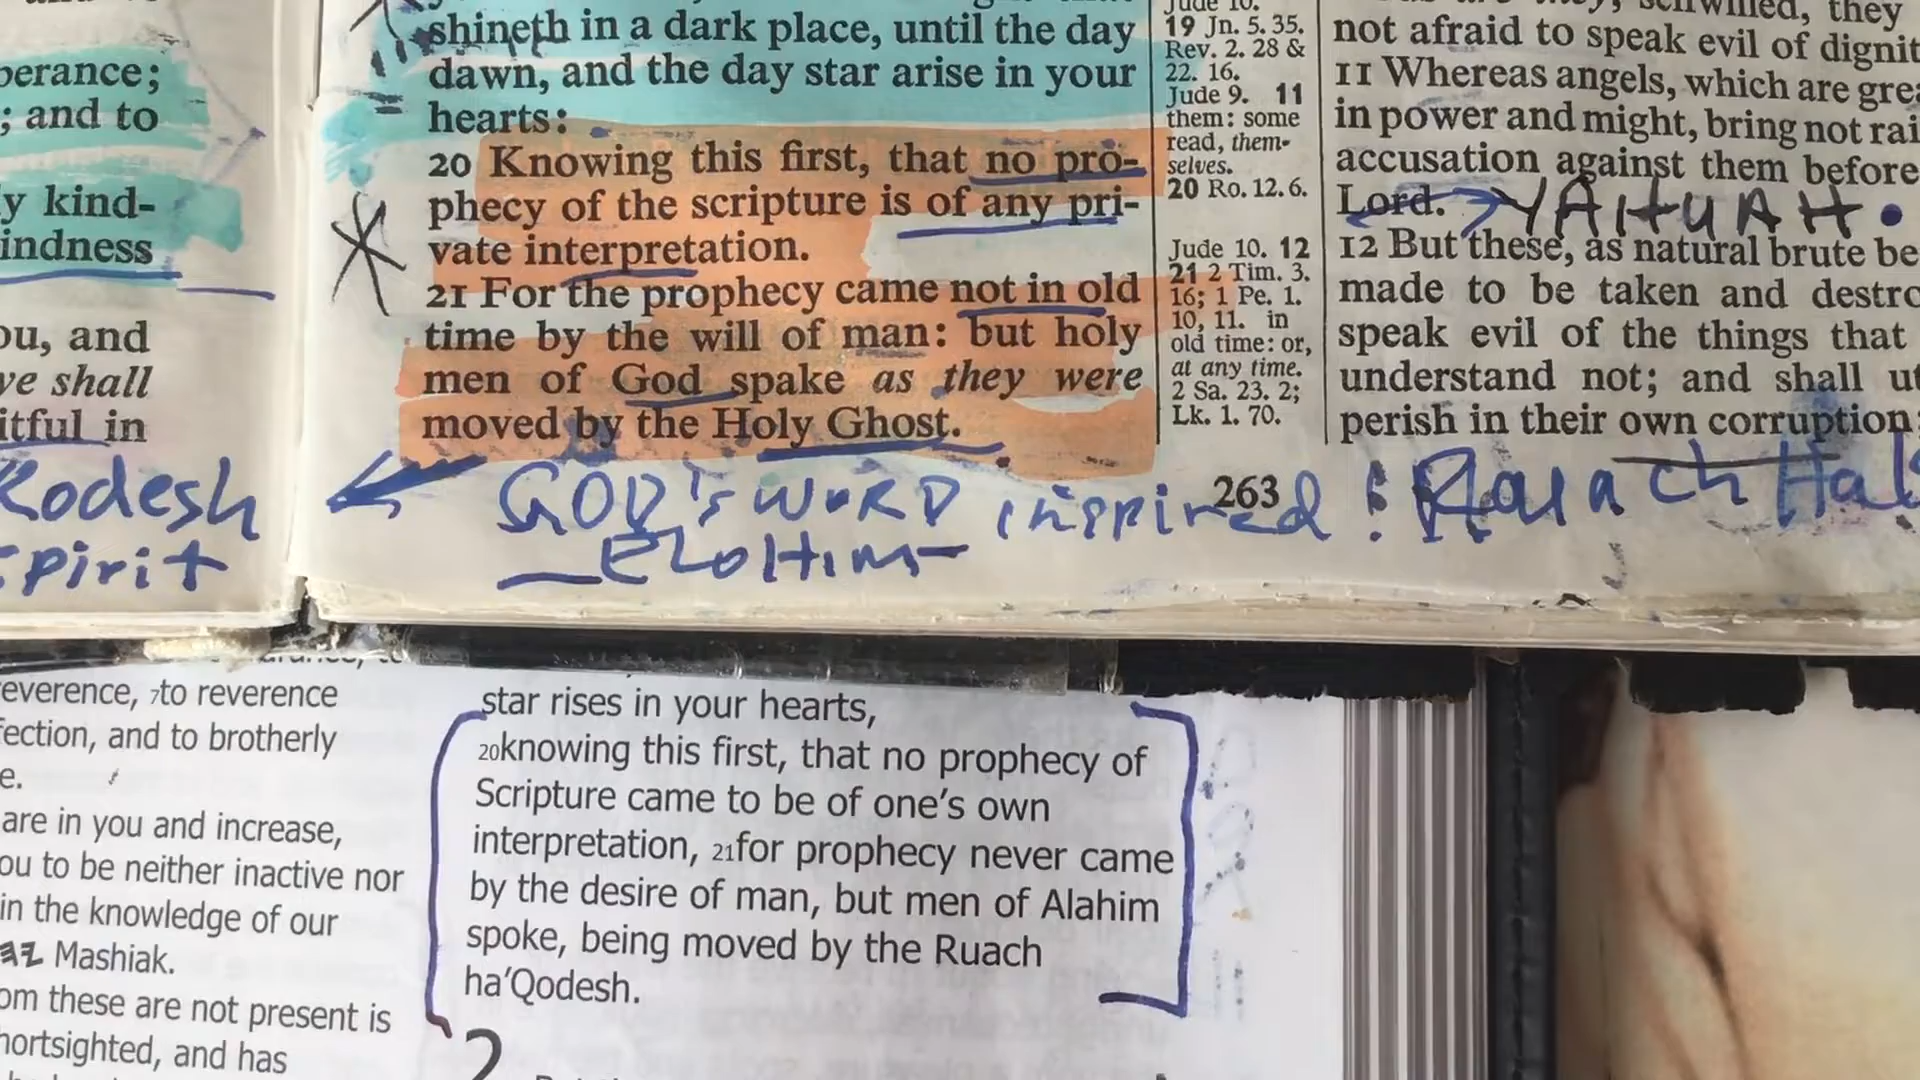 perance;
; and to
y kind-
indness
ou, and
ve shall
itful in
Kodesh
spirit
shineth in a dark place, until the day
dawn, and the day star arise in your
hearts:
20 Knowing this first, that no pro-
phecy of the scripture is of any pri-
vate interpretation.
21 For the prophecy came not in old
time by the will of man: but holy
men of God spake as they were
moved by the Holy Ghost.
GOD's WORD inspired :
Elohim
Jude 10.
19 Jn. 5. 35.
Rev. 2. 28 &
22. 16.
Jude 9. 11
them: some
read, them-
selves.
20 Ro. 12. 6.
Jude 10. 12
21 2 Tim. 3.
16; 1 Pe. 1.
10, 11. in
old time: or,
at any time.
2 Sa. 23. 2;
Lk. 1. 70.
263
they
not afraid to speak evil of dignit
11 Whereas angels, which are grea
in power and might, bring not rai
accusation against them before
Lord. YAHUAH.
12 But these, as natural brute be
made to be taken and destro
speak evil of the things that
understand not; and shall ut
perish in their own corruption;
everence, 7to reverence
fection, and to brotherly
e.
are in you and increase,
ou to be neither inactive nor
in the knowledge of our
Mashiak.
om these are not present is
hortsighted, and has
star rises in your hearts,
20knowing this first, that no prophecy of
Scripture came to be of one's own
interpretation, 21for prophecy never came
by the desire of man, but men of Alahim
spoke, being moved by the Ruach
ha'Qodesh.
2